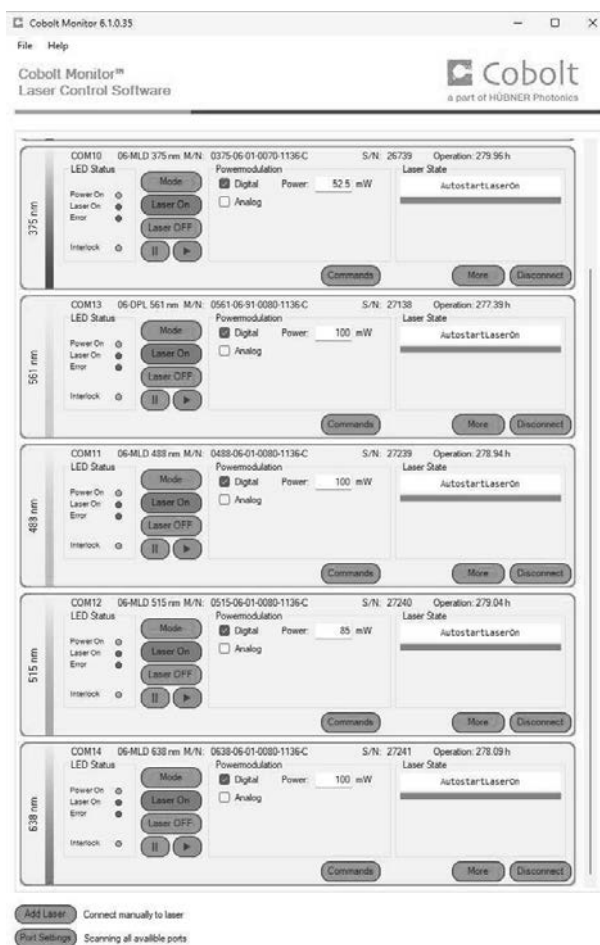 Cobolt Monitor 6.1.0.35
File Help
Cobolt Monitor™
Laser Control Software
Cobolt
a part of HÜBNER Photonics
375 nm
COM10 06-MLD 375 nm M/N: 0375-06-01-0070-1136-C S/N: 26739 Operation: 279.96 h
LED Status Powermodulation Laser State
Mode Digital Power: 52.5 mW AutostartLaserOn
Power On
Laser On Laser On Analog
Error
Laser OFF
Interlock
Commands More Disconnect
561 nm
COM13 06-DPL 561 nm M/N: 0561-06-91-0080-1136-C S/N: 27138 Operation: 277.39 h
LED Status Powermodulation Laser State
Mode Digital Power: 100 mW AutostartLaserOn
Power On
Laser On Laser On Analog
Error
Laser OFF
Interlock
Commands More Disconnect
488 nm
COM11 06-MLD 488 nm M/N: 0488-06-01-0080-1136-C S/N: 27239 Operation: 278.94 h
LED Status Powermodulation Laser State
Mode Digital Power: 100 mW AutostartLaserOn
Power On
Laser On Laser On Analog
Error
Laser OFF
Interlock
Commands More Disconnect
515 nm
COM12 06-MLD 515 nm M/N: 0515-06-01-0080-1136-C S/N: 27240 Operation: 279.04 h
LED Status Powermodulation Laser State
Mode Digital Power: 85 mW AutostartLaserOn
Power On
Laser On Laser On Analog
Error
Laser OFF
Interlock
Commands More Disconnect
638 nm
COM14 06-MLD 638 nm M/N: 0638-06-01-0080-1136-C S/N: 27241 Operation: 278.09 h
LED Status Powermodulation Laser State
Mode Digital Power: 100 mW AutostartLaserOn
Power On
Laser On Laser On Analog
Error
Laser OFF
Interlock
Commands More Disconnect
Add Laser Connect manually to laser
Port Settings Scanning all availible ports